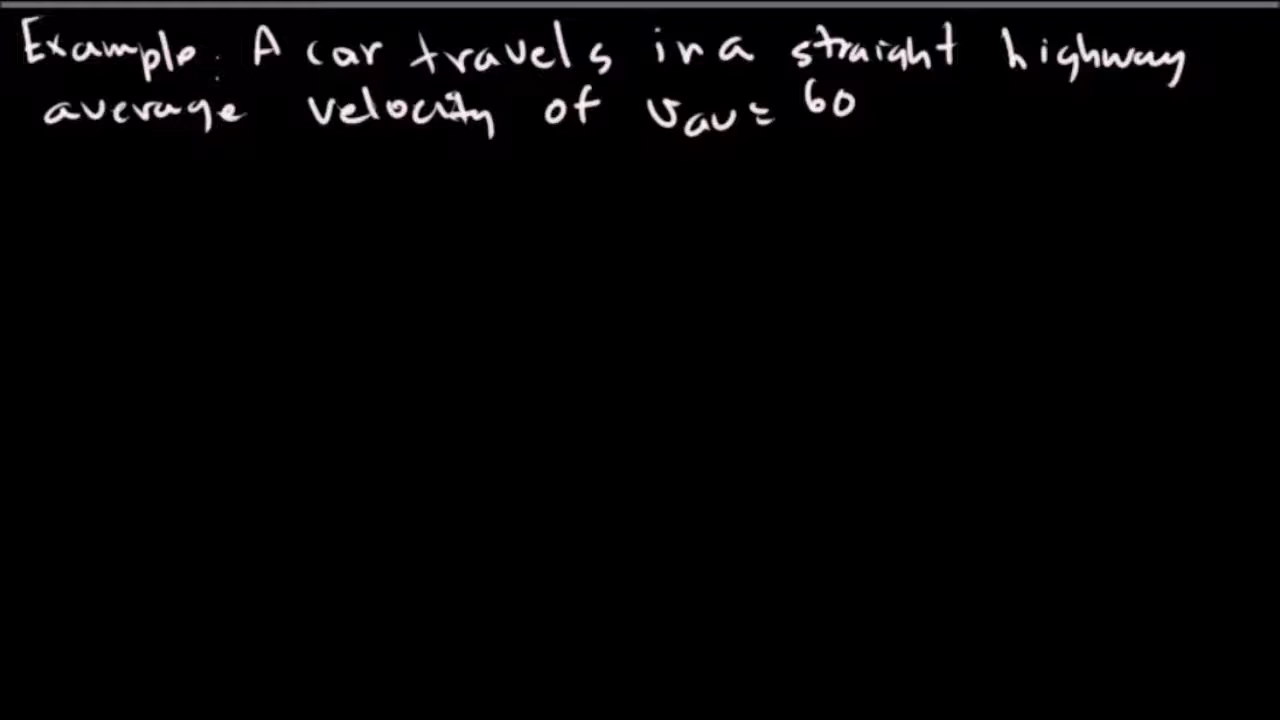 Example: A car travels in a straight highway
average velocity of vav = 60